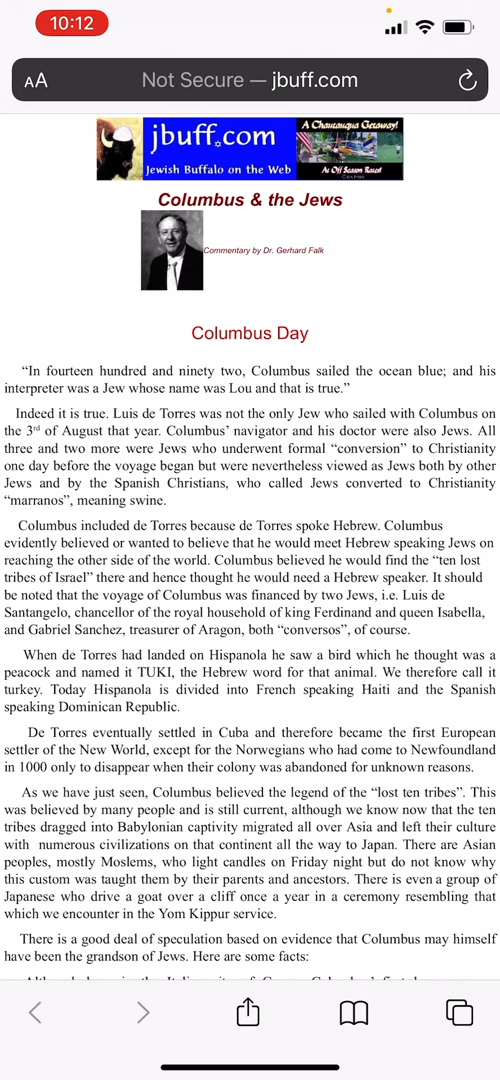 10:12
AA
Not Secure — jbuff.com
jbuff.com
Jewish Buffalo on the Web
A Chautauqua Getaway!
At Off Season Rates!
Columbus & the Jews
Commentary by Dr. Gerhard Falk
Columbus Day
“In fourteen hundred and ninety two, Columbus sailed the ocean blue; and his
interpreter was a Jew whose name was Lou and that is true.”
Indeed it is true. Luis de Torres was not the only Jew who sailed with Columbus on
the 3rd of August that year. Columbus’ navigator and his doctor were also Jews. All
three and two more were Jews who underwent formal “conversion” to Christianity
one day before the voyage began but were nevertheless viewed as Jews both by other
Jews and by the Spanish Christians, who called Jews converted to Christianity
“marranos”, meaning swine.
Columbus included de Torres because de Torres spoke Hebrew. Columbus
evidently believed or wanted to believe that he would meet Hebrew speaking Jews on
reaching the other side of the world. Columbus believed he would find the “ten lost
tribes of Israel” there and hence thought he would need a Hebrew speaker. It should
be noted that the voyage of Columbus was financed by two Jews, i.e. Luis de
Santangelo, chancellor of the royal household of king Ferdinand and queen Isabella,
and Gabriel Sanchez, treasurer of Aragon, both “conversos”, of course.
When de Torres had landed on Hispanola he saw a bird which he thought was a
peacock and named it TUKI, the Hebrew word for that animal. We therefore call it
turkey. Today Hispanola is divided into French speaking Haiti and the Spanish
speaking Dominican Republic.
De Torres eventually settled in Cuba and therefore became the first European
settler of the New World, except for the Norwegians who had come to Newfoundland
in 1000 only to disappear when their colony was abandoned for unknown reasons.
As we have just seen, Columbus believed the legend of the “lost ten tribes”. This
was believed by many people and is still current, although we know now that the ten
tribes dragged into Babylonian captivity migrated all over Asia and left their culture
with numerous civilizations on that continent all the way to Japan. There are Asian
peoples, mostly Moslems, who light candles on Friday night but do not know why
this custom was taught them by their parents and ancestors. There is even a group of
Japanese who drive a goat over a cliff once a year in a ceremony resembling that
which we encounter in the Yom Kippur service.
There is a good deal of speculation based on evidence that Columbus may himself
have been the grandson of Jews. Here are some facts: